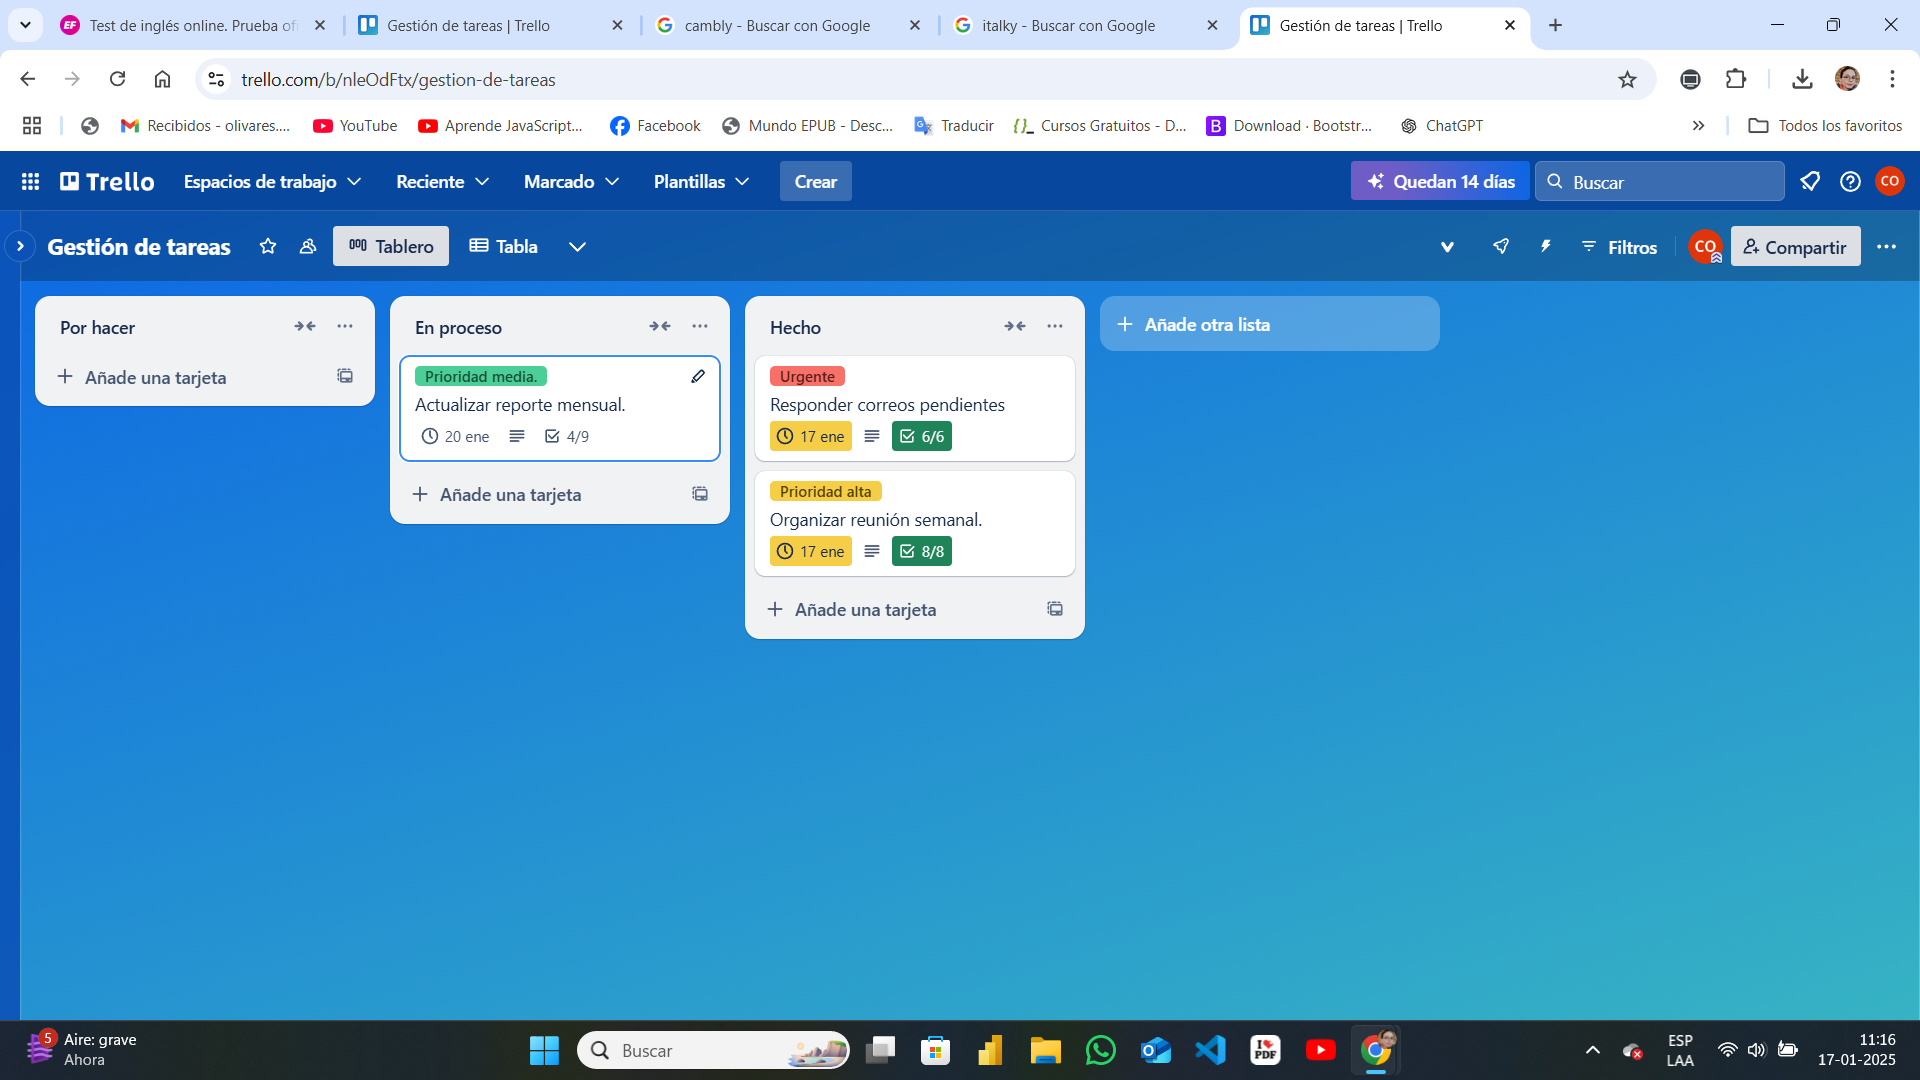 Test de inglés online. Prueba of
Gestión de tareas | Trello
cambly - Buscar con Google
italky - Buscar con Google
Gestión de tareas | Trello
trello.com/b/nleOdFtx/gestion-de-tareas
Recibidos - olivares....
YouTube
Aprende JavaScript...
Facebook
Mundo EPUB - Desc...
Traducir
Cursos Gratuitos - D...
Download · Bootstr...
ChatGPT
Todos los favoritos
Trello
Espacios de trabajo
Reciente
Marcado
Plantillas
Crear
Quedan 14 días
Buscar
CO
Gestión de tareas
Tablero
Tabla
Filtros
CO
Compartir
Por hacer
Añade una tarjeta
En proceso
Prioridad media.
Actualizar reporte mensual.
20 ene
4/9
Añade una tarjeta
Hecho
Urgente
Responder correos pendientes
17 ene
6/6
Prioridad alta
Organizar reunión semanal.
17 ene
8/8
Añade una tarjeta
Añade otra lista
5
Aire: grave
Ahora
Buscar
ESP
LAA
11:16
17-01-2025